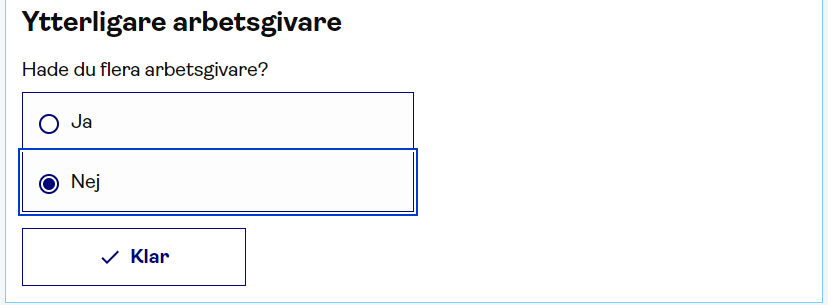 Ytterligare arbetsgivare
Hade du flera arbetsgivare?
Ja
Nej
Klar